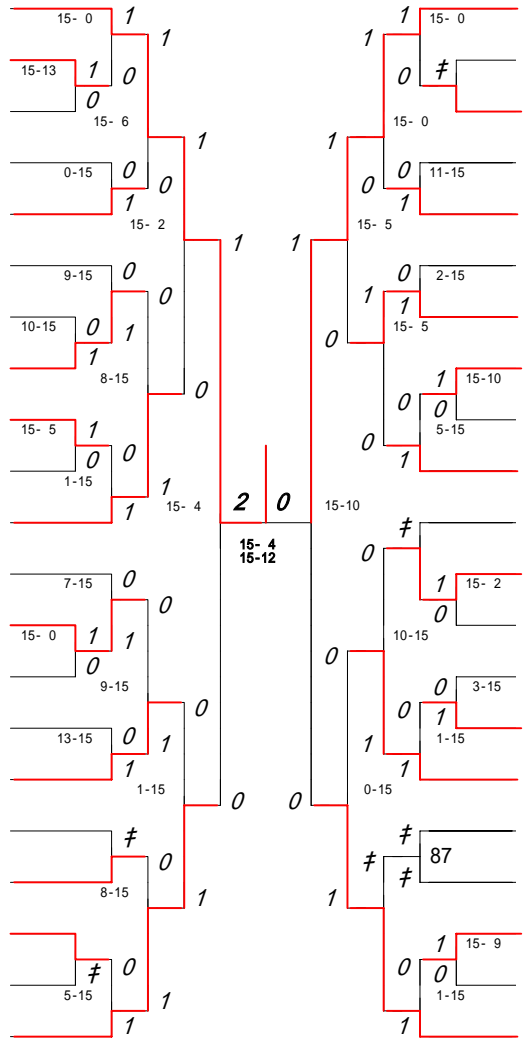 15- 0 1 1 15- 0
1 1
15-13 1 0 0 ‡
0
15- 6 15- 0
1 1
0-15 0 0 0 0 11-15
1 1
15- 2 15- 5
1 1
9-15 0 0 1 0 2-15
1
10-15 0 1 15- 5
1 0
8-15 1 15-10
0 0 0
15- 5 1 5-15
0 0 0
1-15 1 1
1
15- 4 2 0 15-10
‡
15- 4
15-12 0
7-15 0 0 1 15- 2
0
15- 0 1 1 10-15
0 0
9-15 0 3-15
0 0 1
13-15 0 1 1 1-15
1
1-15 0-15
0 0
‡ 0 ‡ ‡ 87
‡
8-15 1 1
1 15- 9
‡ 0 0 0
5-15 1 1-15
1 1